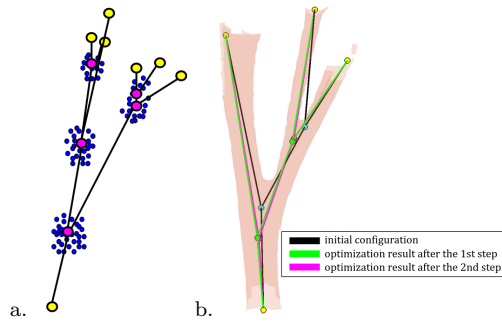 initial configuration
optimization result after the 1st step
optimization result after the 2nd step
a.
b.